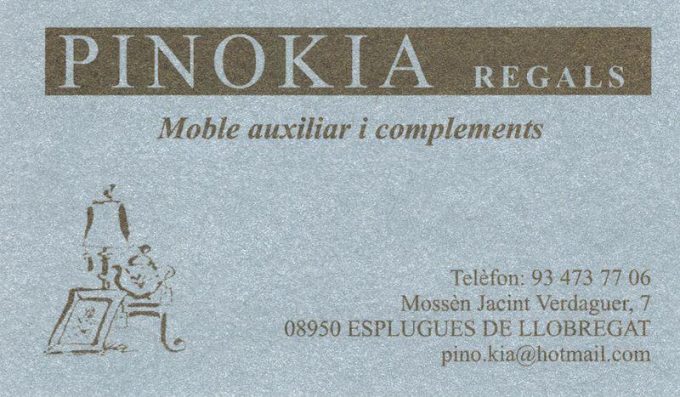 PINOKIA REGALS
Moble auxiliar i complements
Telèfon: 93 473 77 06
Mossèn Jacint Verdaguer, 7
08950 ESPLUGUES DE LLOBREGAT
pino.kia@hotmail.com